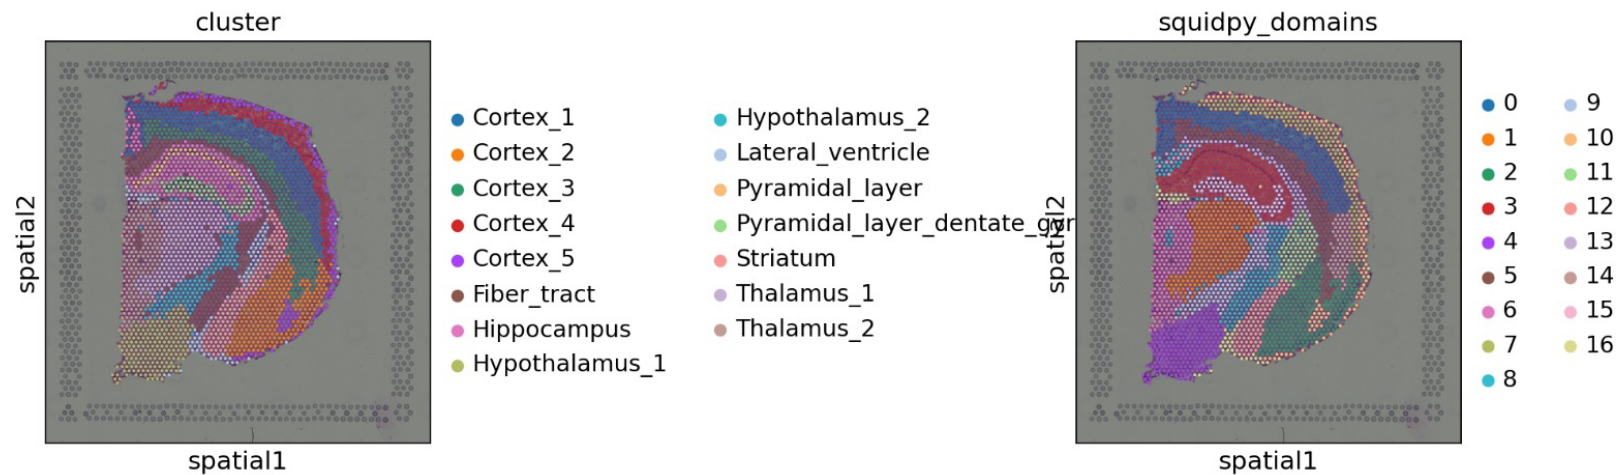 cluster
spatial2
spatial1
Cortex_1
Cortex_2
Cortex_3
Cortex_4
Cortex_5
Fiber_tract
Hippocampus
Hypothalamus_1
Hypothalamus_2
Lateral_ventricle
Pyramidal_layer
Pyramidal_layer_dentate_gyr
Striatum
Thalamus_1
Thalamus_2
squidpy_domains
spatial2
spatial1
0
1
2
3
4
5
6
7
8
9
10
11
12
13
14
15
16